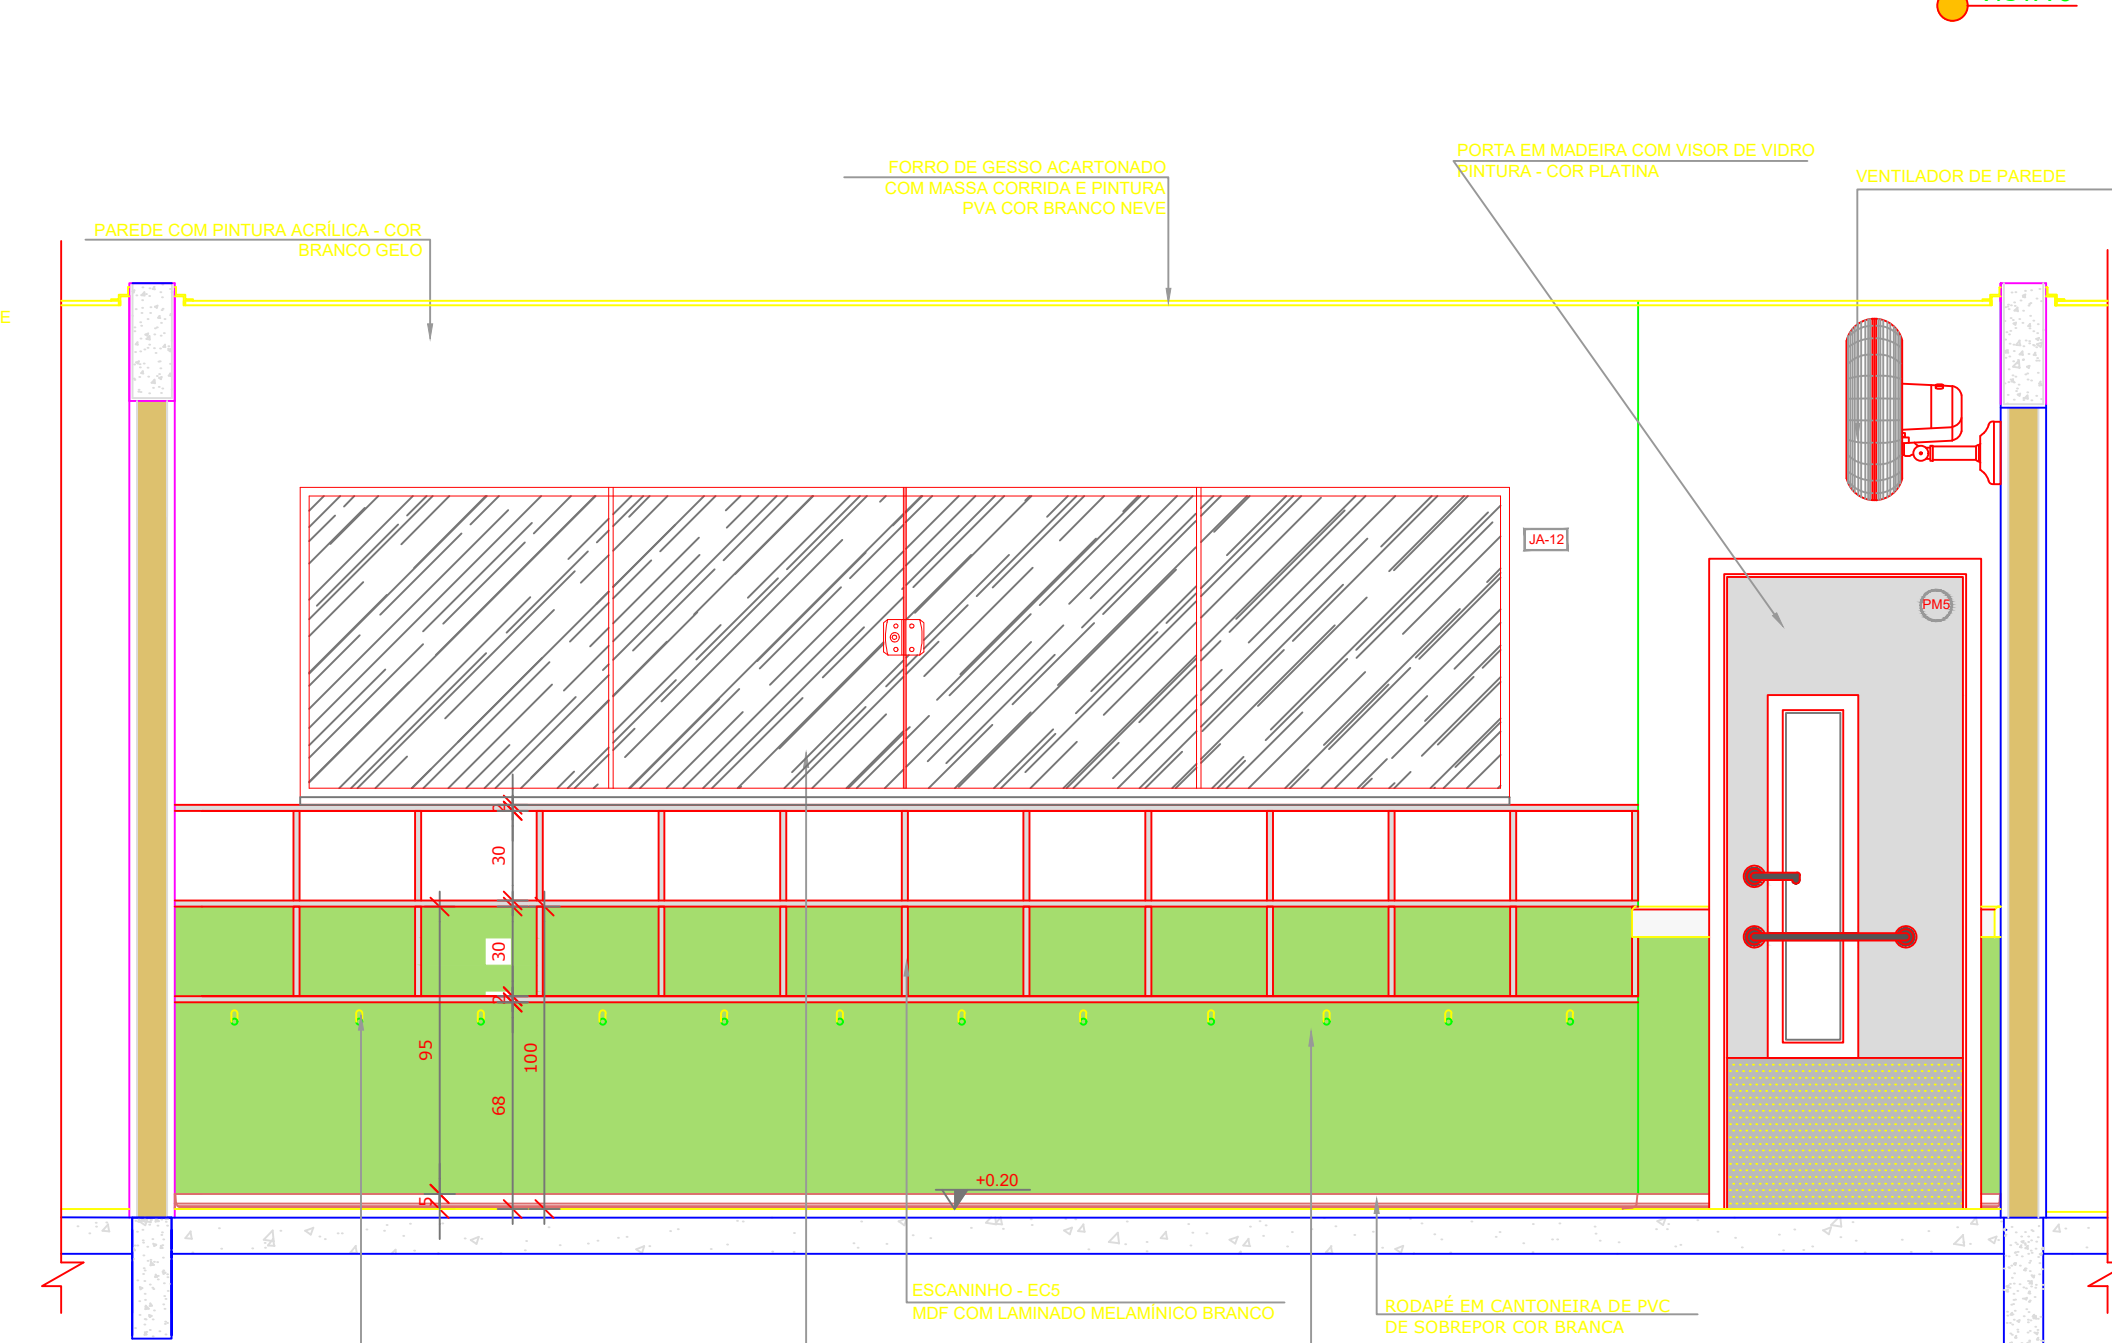 PORTA EM MADEIRA COM VISOR DE VIDRO
PINTURA - COR PLATINA
FORRO DE GESSO ACARTONADO
COM MASSA CORRIDA E PINTURA
PVA COR BRANCO NEVE
VENTILADOR DE PAREDE
PAREDE COM PINTURA ACRÍLICA - COR
BRANCO GELO
E
JA-12
PM5
2
30
30
2
95
100
68
5
+0.20
ESCANINHO - EC5
MDF COM LAMINADO MELAMÍNICO BRANCO
RODAPÉ EM CANTONEIRA DE PVC
DE SOBREPOR COR BRANCA